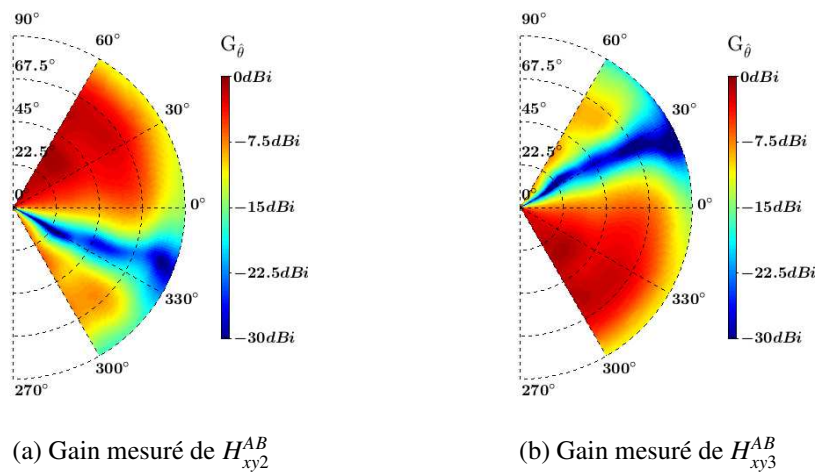 90°
60°
67.5°
45°
30°
22.5°
0°
0°
330°
300°
270°
G_θ̂
0dBi
−7.5dBi
−15dBi
−22.5dBi
−30dBi
(a) Gain mesuré de H^{AB}_{xy2}
90°
60°
67.5°
45°
30°
22.5°
0°
0°
330°
300°
270°
G_θ̂
0dBi
−7.5dBi
−15dBi
−22.5dBi
−30dBi
(b) Gain mesuré de H^{AB}_{xy3}